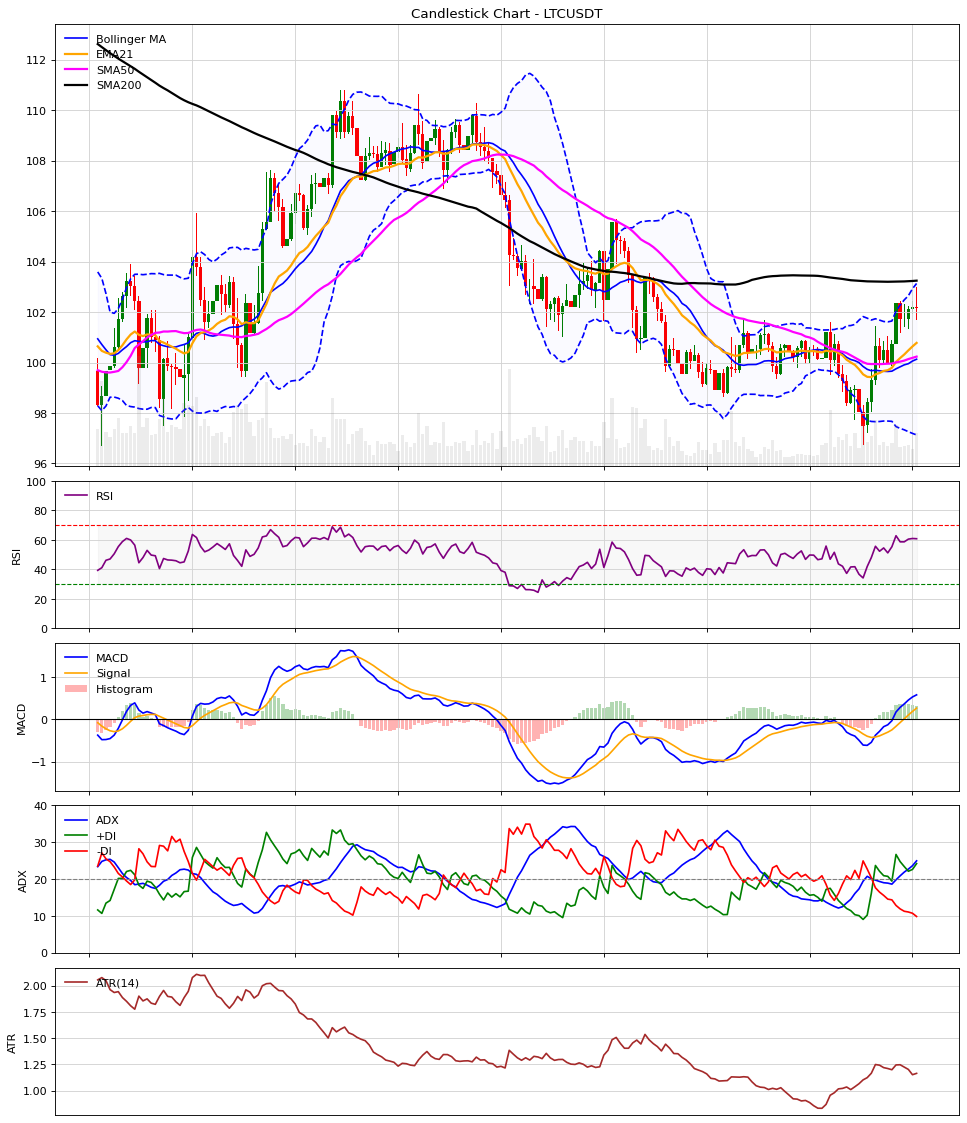 Candlestick Chart - LTCUSDT
Bollinger MA
EMA21
SMA50
SMA200
112
110
108
106
104
102
100
98
96
RSI
RSI
100
80
60
40
20
0
MACD
MACD
Signal
Histogram
1
0
−1
ADX
ADX
+DI
-DI
40
30
20
10
0
ATR
ATR(14)
2.00
1.75
1.50
1.25
1.00